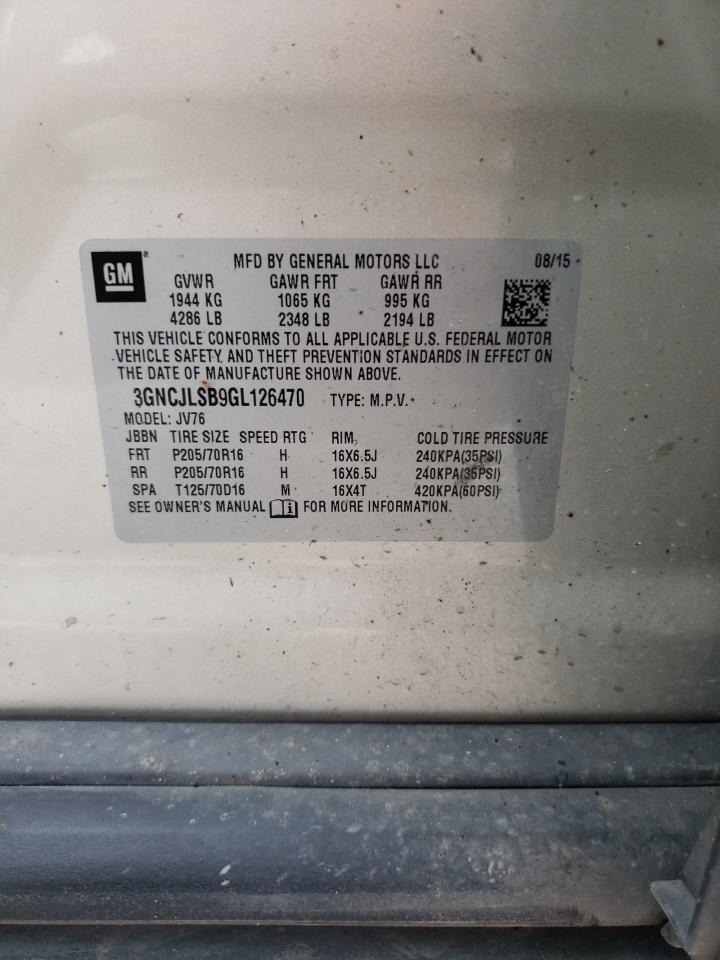 GM ® MFD BY GENERAL MOTORS LLC 08/15
GVWR GAWR FRT GAWR RR
1944 KG 1065 KG 995 KG
4286 LB 2348 LB 2194 LB
THIS VEHICLE CONFORMS TO ALL APPLICABLE U.S. FEDERAL MOTOR
VEHICLE SAFETY, AND THEFT PREVENTION STANDARDS IN EFFECT ON
THE DATE OF MANUFACTURE SHOWN ABOVE.
3GNCJLSB9GL126470 TYPE: M.P.V.
MODEL: JV76
JBBN TIRE SIZE SPEED RTG RIM COLD TIRE PRESSURE
FRT P205/70R16 H 16X6.5J 240KPA(35PSI)
RR P205/70R16 H 16X6.5J 240KPA(35PSI)
SPA T125/70D16 M 16X4T 420KPA(60PSI)
SEE OWNER'S MANUAL i FOR MORE INFORMATION.